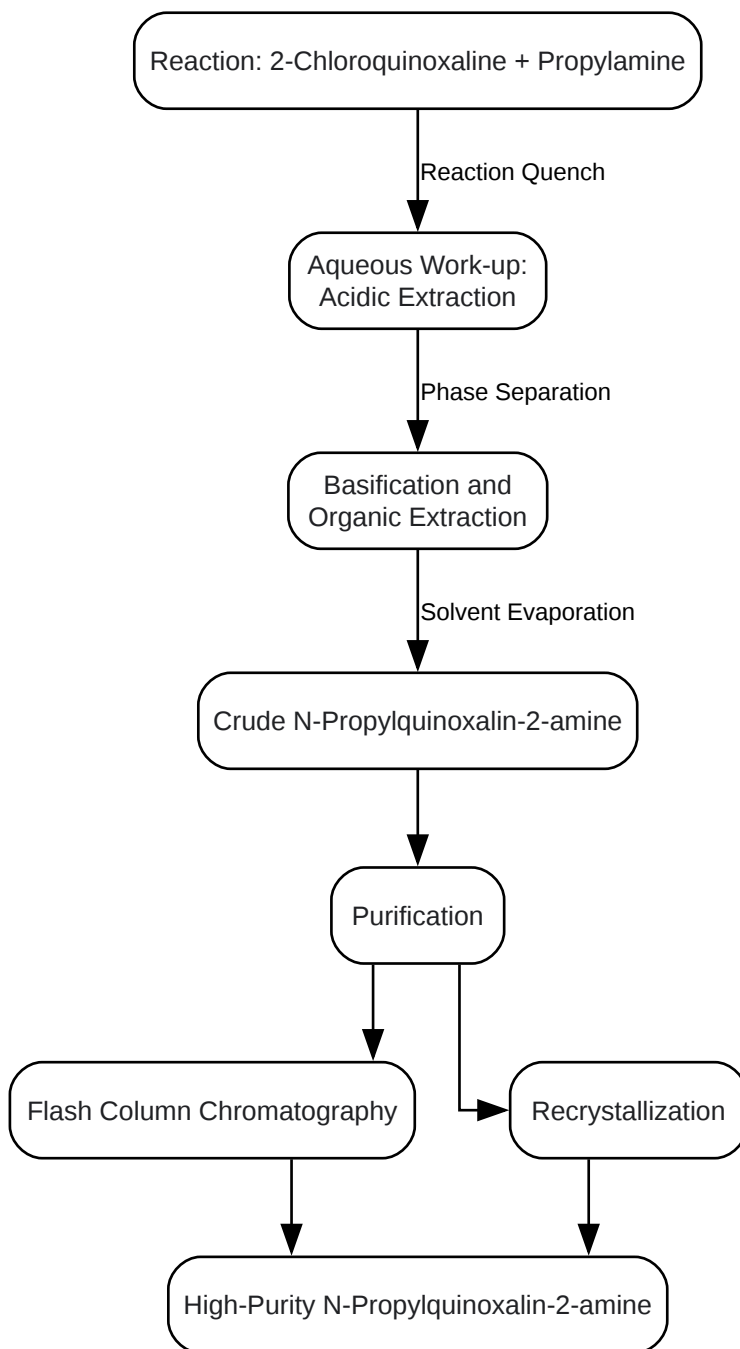 Reaction: 2-Chloroquinoxaline + Propylamine
Reaction Quench
Aqueous Work-up:
Acidic Extraction
Phase Separation
Basification and
Organic Extraction
Solvent Evaporation
Crude N-Propylquinoxalin-2-amine
Purification
Flash Column Chromatography
Recrystallization
High-Purity N-Propylquinoxalin-2-amine